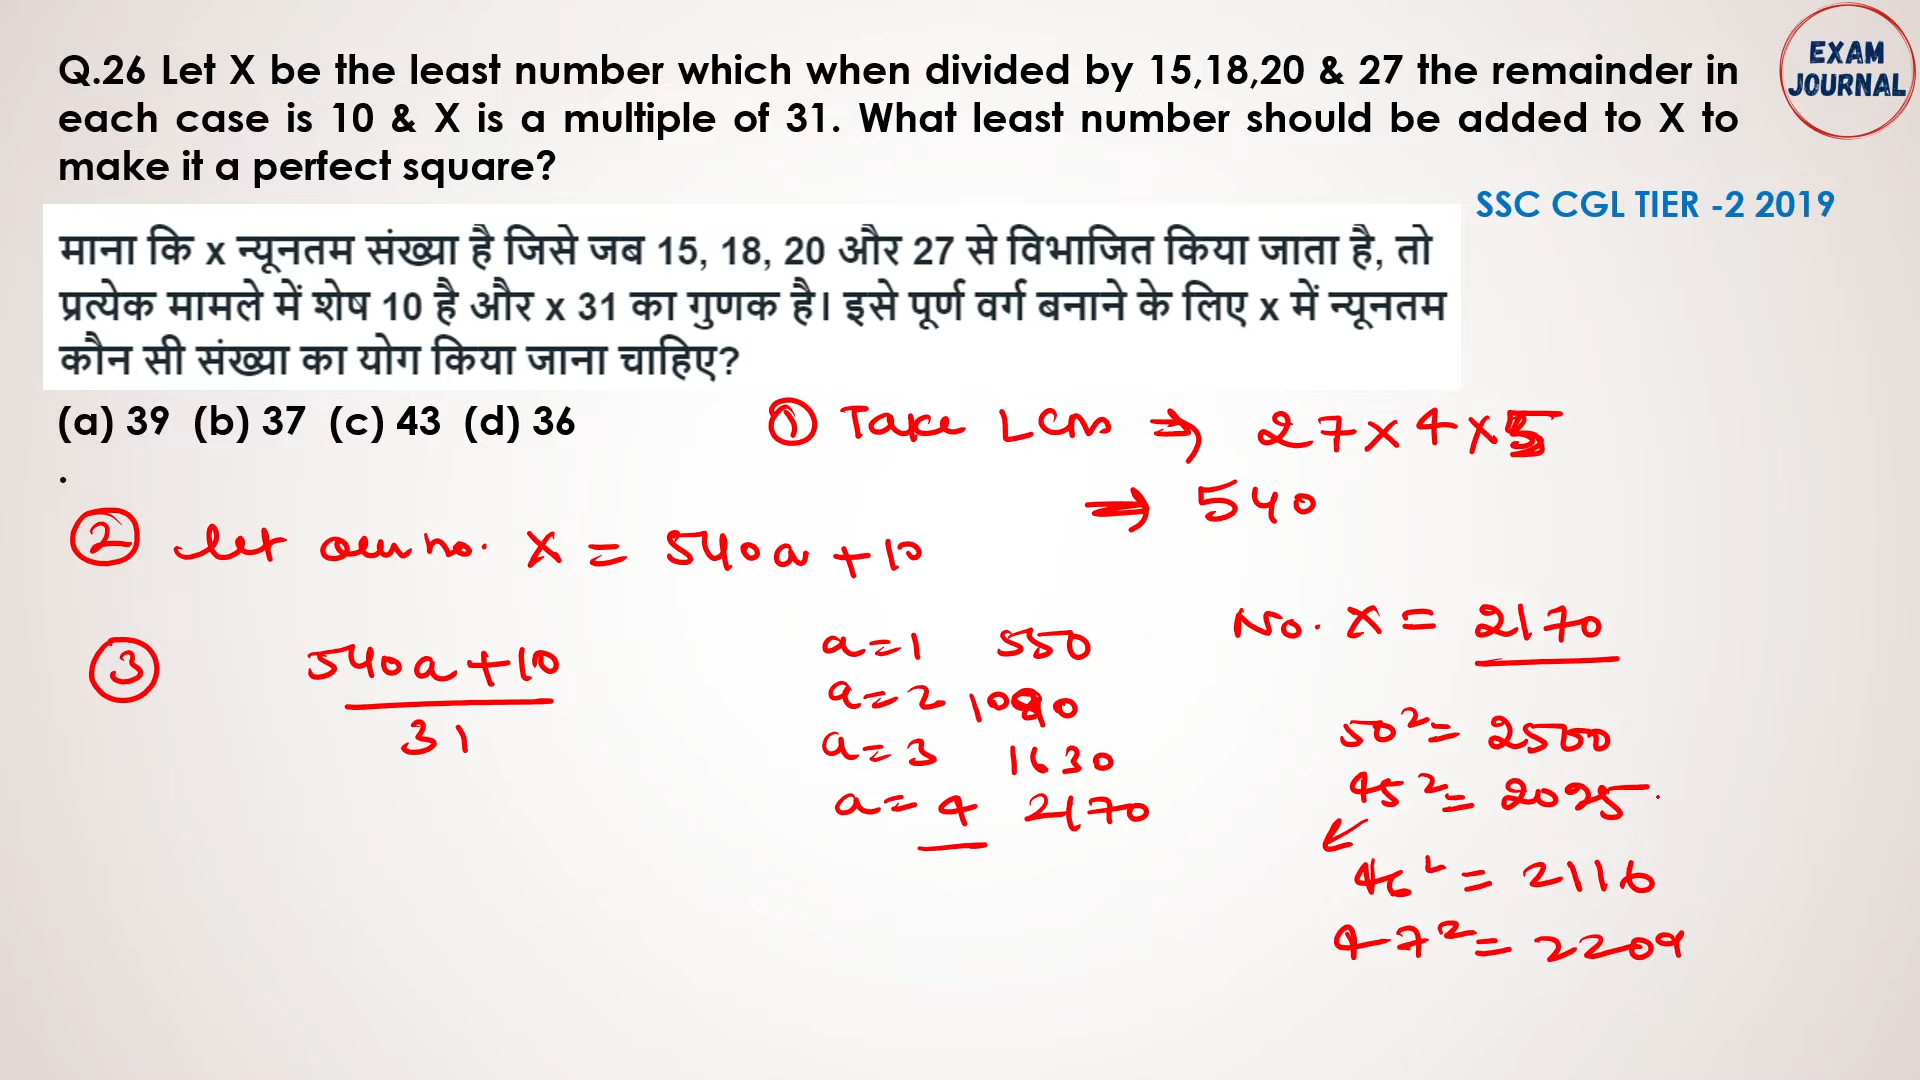 Q.26 Let X be the least number which when divided by 15,18,20 & 27 the remainder in
each case is 10 & X is a multiple of 31. What least number should be added to X to
make it a perfect square?
EXAM
JOURNAL
SSC CGL TIER -2 2019
माना कि x न्यूनतम संख्या है जिसे जब 15, 18, 20 और 27 से विभाजित किया जाता है, तो
प्रत्येक मामले में शेष 10 है और x 31 का गुणक है। इसे पूर्ण वर्ग बनाने के लिए x में न्यूनतम
कौन सी संख्या का योग किया जाना चाहिए?
(a) 39 (b) 37 (c) 43 (d) 36
.
① Take LCM ⇒ 27×4×5
⇒ 540
② let our no. X = 540a+10
③ 540a+10
31
a=1 550
a=2 1090
a=3 1630
a=4 2170
No. X = 2170
50²= 2500
45²= 2025
46²= 2116
47²= 2209